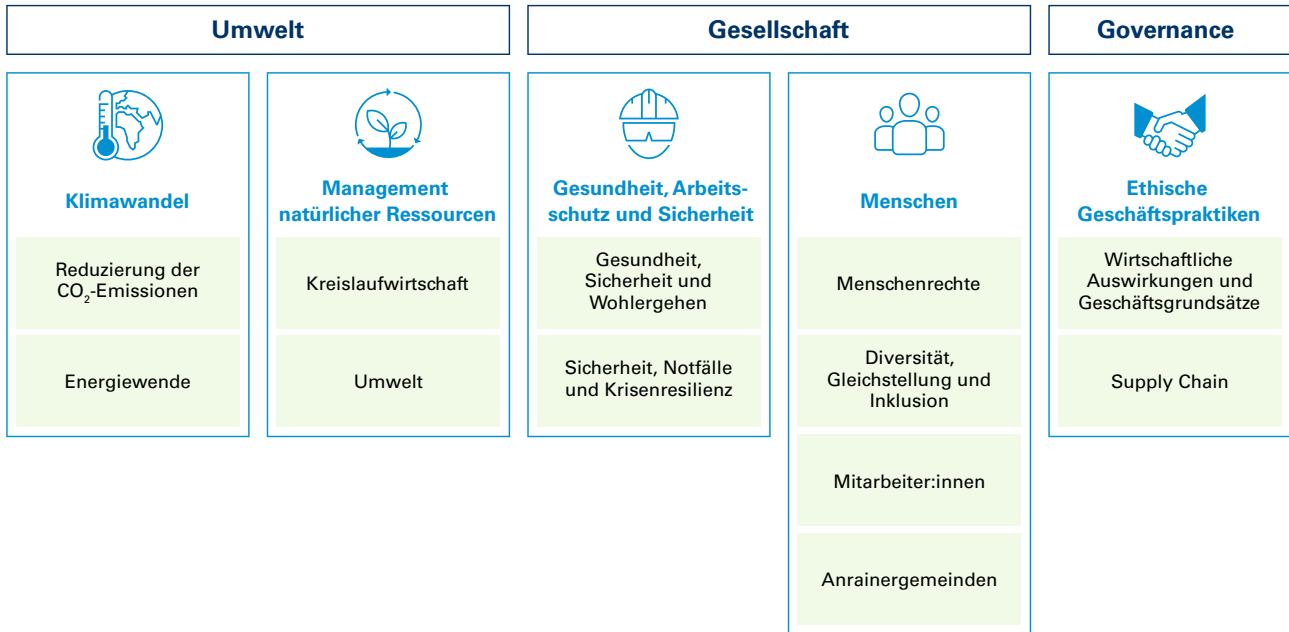 Umwelt
Gesellschaft
Governance
Klimawandel
Reduzierung der
CO₂-Emissionen
Energiewende
Management
natürlicher Ressourcen
Kreislaufwirtschaft
Umwelt
Gesundheit, Arbeits-
schutz und Sicherheit
Gesundheit,
Sicherheit und
Wohlergehen
Sicherheit, Notfälle
und Krisenresilienz
Menschen
Menschenrechte
Diversität,
Gleichstellung und
Inklusion
Mitarbeiter:innen
Anrainergemeinden
Ethische
Geschäftspraktiken
Wirtschaftliche
Auswirkungen und
Geschäftsgrundsätze
Supply Chain